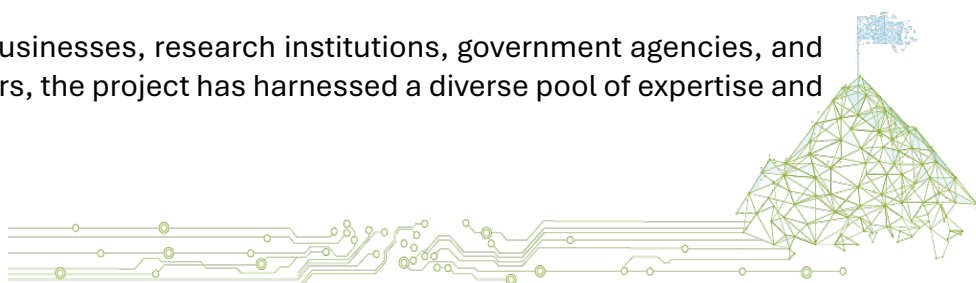 usinesses, research institutions, government agencies, and
rs, the project has harnessed a diverse pool of expertise and